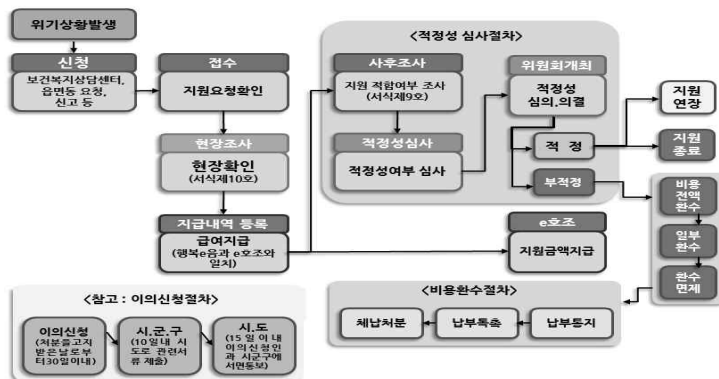 위기상황발생
신청
보건복지상담센터,
읍면동 요청,
신고 등
접수
지원요청확인
현장조사
현장확인
(서식제10호)
지급내역 등록
급여지급
(행복e음과 e호조와
일치)
<적정성 심사절차>
사후조사
지원 적합여부 조사
(서식제9호)
적정성심사
적정성여부 심사
위원회개최
적정성
심의.의결
적 정
부적정
지원
연장
지원
종료
비용
전액
환수
일부
환수
환수
면제
e호조
지원금액지급
<비용환수절차>
체납처분
납부독촉
납부통지
<참고 : 이의신청절차>
이의신청
(처분을고지
받은날로부
터30일이내)
시.군.구
(10일내 시
도로 관련서
류 제출)
시.도
(15일이내
이의신청인
과 시군구에
서면통보)